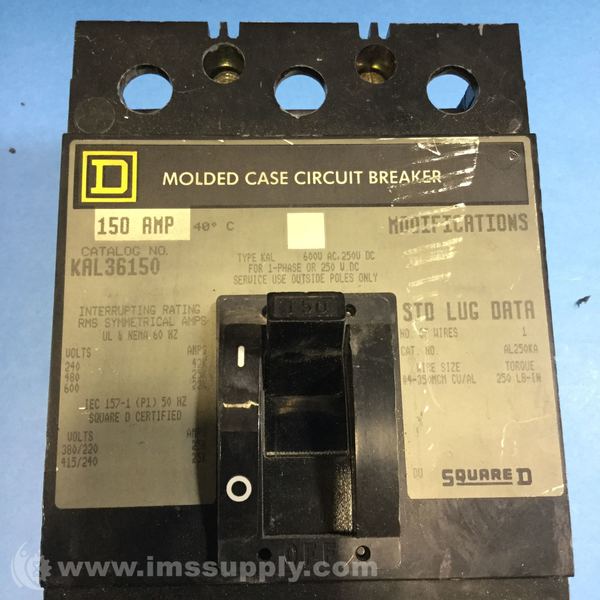 D
MOLDED CASE CIRCUIT BREAKER
150 AMP
40° C
CATALOG NO.
KAL36150
TYPE KAL 600V AC, 250V DC
FOR 1-PHASE OR 250 V DC
SERVICE USE OUTSIDE POLES ONLY
MODIFICATIONS
INTERRUPTING RATING
RMS SYMMETRICAL AMPS
UL & NEMA 60 HZ
VOLTS
240
480
600
IEC 157-1 (P1) 50 HZ
SQUARE D CERTIFIED
VOLTS
380/220
415/240
150
I
O
OFF
STD LUG DATA
NO. OF WIRES 1
CAT. NO. AL250KA
WIRE SIZE TORQUE
#4-350MCM CU/AL 250 LB-IN
DV
SQUARE D
www.imssupply.com